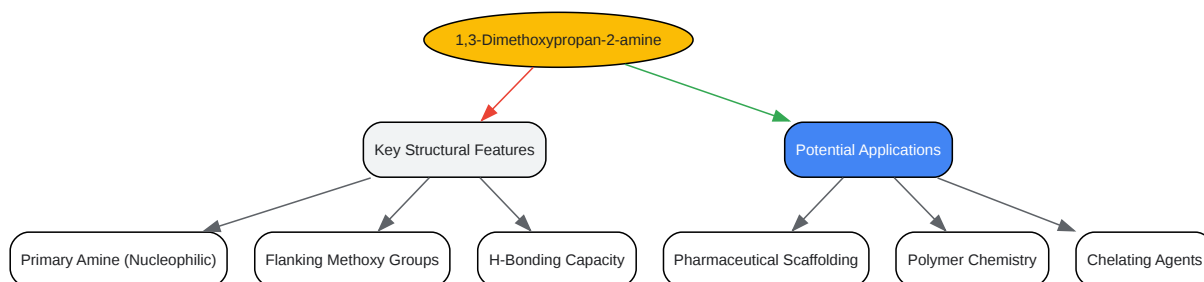 1,3-Dimethoxypropan-2-amine
Key Structural Features
Potential Applications
Primary Amine (Nucleophilic)
Flanking Methoxy Groups
H-Bonding Capacity
Pharmaceutical Scaffolding
Polymer Chemistry
Chelating Agents